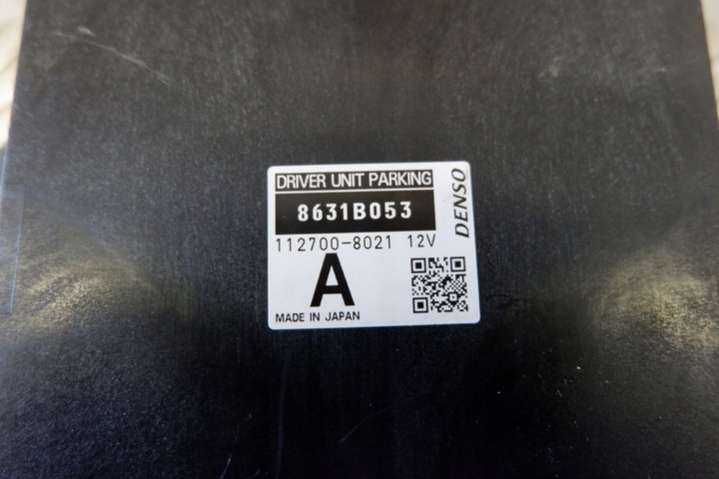 DRIVER UNIT PARKING
8631B053
DENSO
112700-8021 12V
A
MADE IN JAPAN